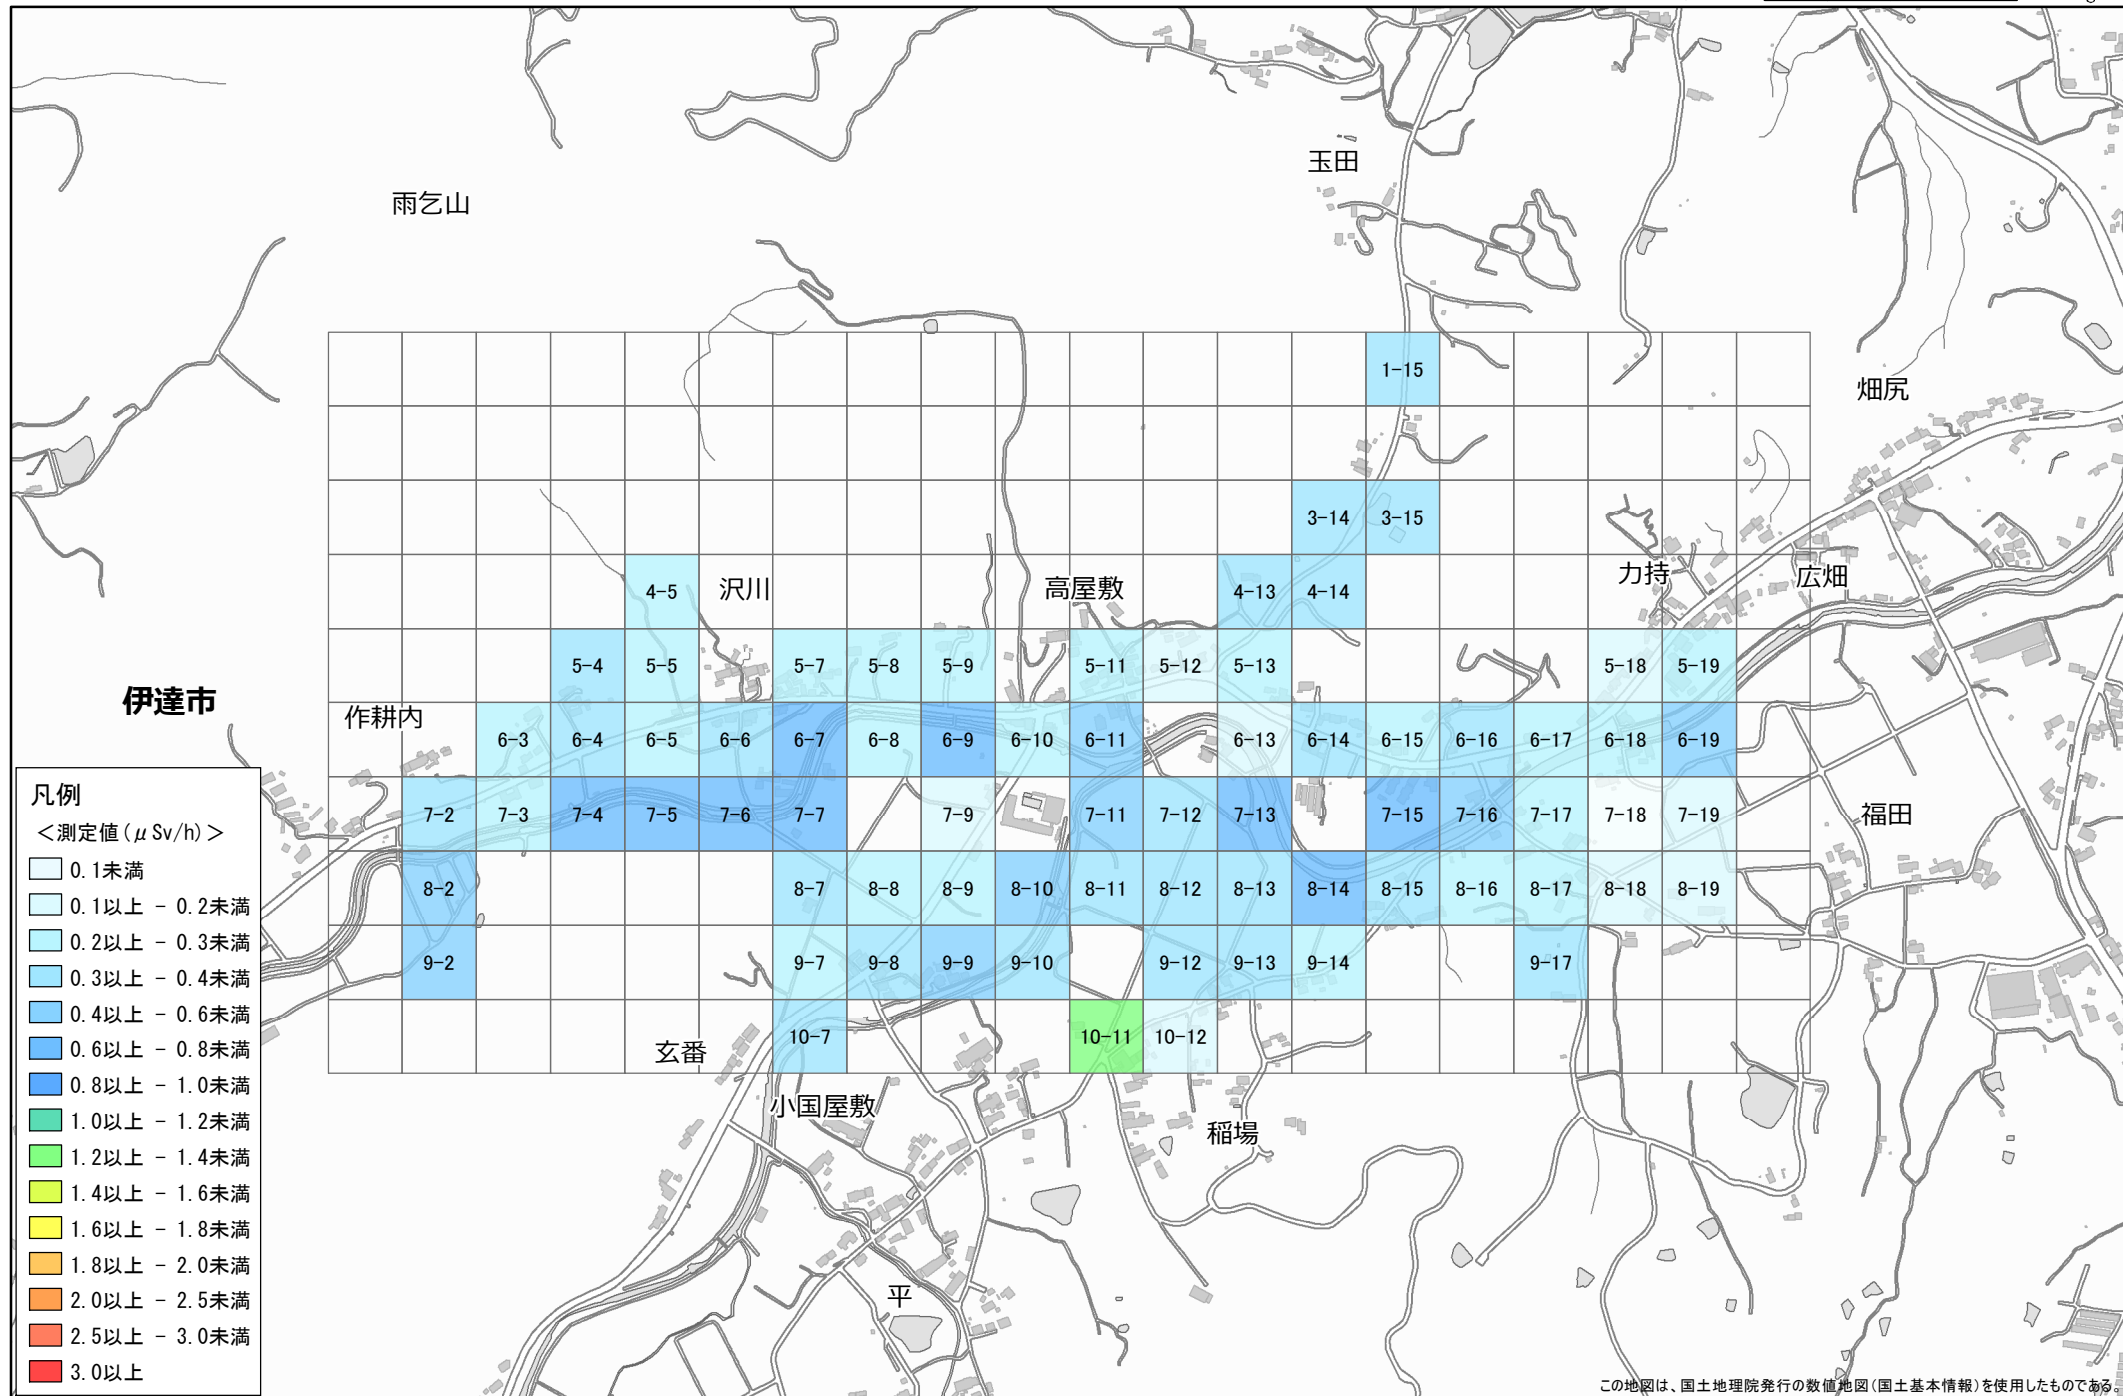 玉田
雨乞山
1-15
畑尻
3-14 3-15
4-5 沢川 高屋敷 4-13 4-14 力持 広畑
5-4 5-5 5-7 5-8 5-9 5-11 5-12 5-13 5-18 5-19
伊達市
作耕内
6-3 6-4 6-5 6-6 6-7 6-8 6-9 6-10 6-11 6-13 6-14 6-15 6-16 6-17 6-18 6-19
7-2 7-3 7-4 7-5 7-6 7-7 7-9 7-11 7-12 7-13 7-15 7-16 7-17 7-18 7-19 福田
8-2 8-7 8-8 8-9 8-10 8-11 8-12 8-13 8-14 8-15 8-16 8-17 8-18 8-19
9-2 9-7 9-8 9-9 9-10 9-12 9-13 9-14 9-17
玄番 10-7 10-11 10-12
小国屋敷
稲場
平
凡例
＜測定値(μSv/h)＞
0.1未満
0.1以上 - 0.2未満
0.2以上 - 0.3未満
0.3以上 - 0.4未満
0.4以上 - 0.6未満
0.6以上 - 0.8未満
0.8以上 - 1.0未満
1.0以上 - 1.2未満
1.2以上 - 1.4未満
1.4以上 - 1.6未満
1.6以上 - 1.8未満
1.8以上 - 2.0未満
2.0以上 - 2.5未満
2.5以上 - 3.0未満
3.0以上
この地図は、国土地理院発行の数値地図(国土基本情報)を使用したものである。